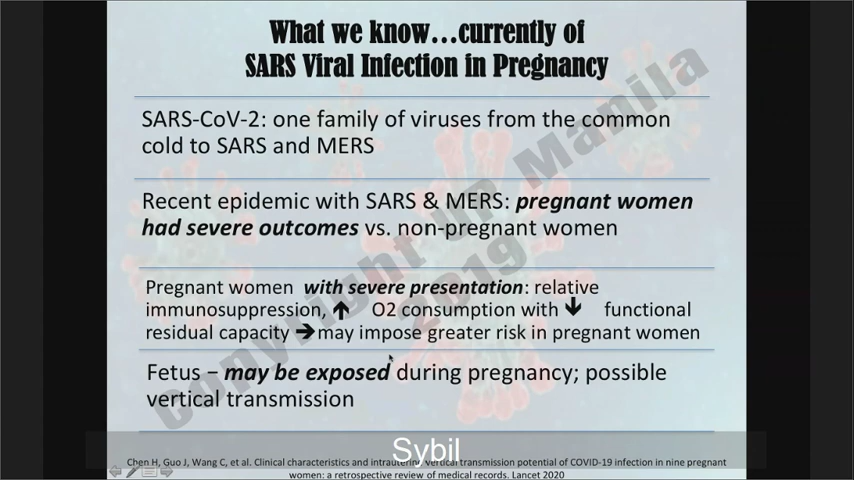 What we know...currently of
SARS Viral Infection in Pregnancy
SARS-CoV-2: one family of viruses from the common
cold to SARS and MERS
Recent epidemic with SARS & MERS: pregnant women
had severe outcomes vs. non-pregnant women
Pregnant women with severe presentation: relative
immunosuppression, ↑ O2 consumption with ↓ functional
residual capacity → may impose greater risk in pregnant women
Fetus – may be exposed during pregnancy; possible
vertical transmission
Copyright UP Manila
2019
Sybil
Chen H, Guo J, Wang C, et al. Clinical characteristics and intrauterine vertical transmission potential of COVID-19 infection in nine pregnant
women: a retrospective review of medical records. Lancet 2020